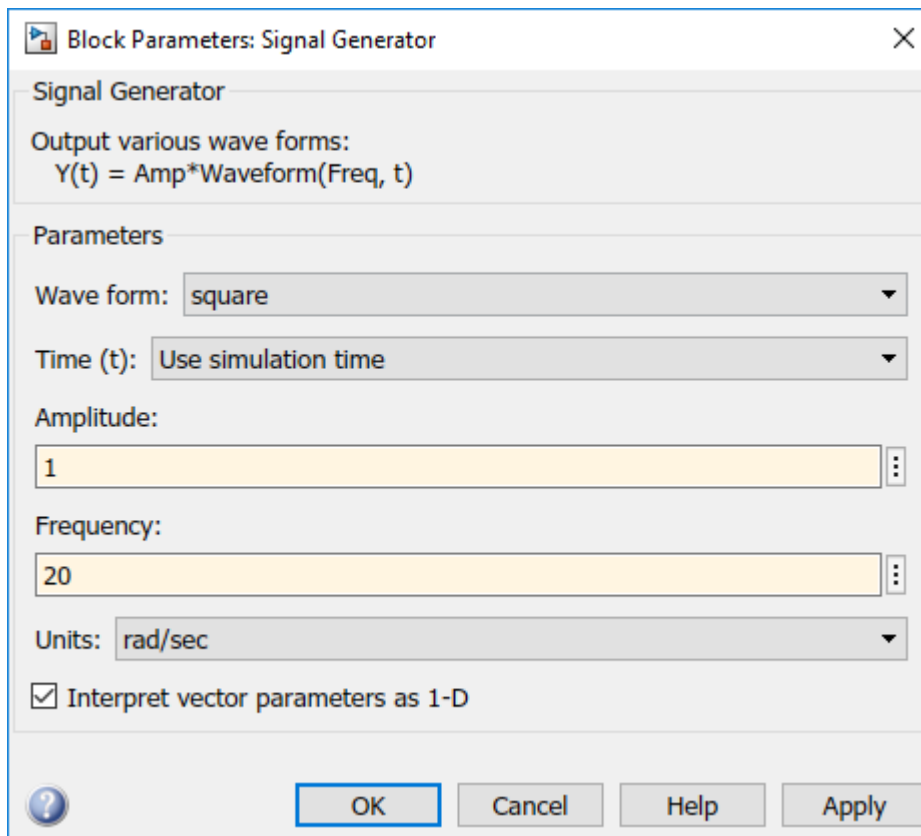 Block Parameters: Signal Generator
Signal Generator
Output various wave forms:
Y(t) = Amp*Waveform(Freq, t)
Parameters
Wave form: square
Time (t): Use simulation time
Amplitude:
1
Frequency:
20
Units: rad/sec
Interpret vector parameters as 1-D
? OK Cancel Help Apply